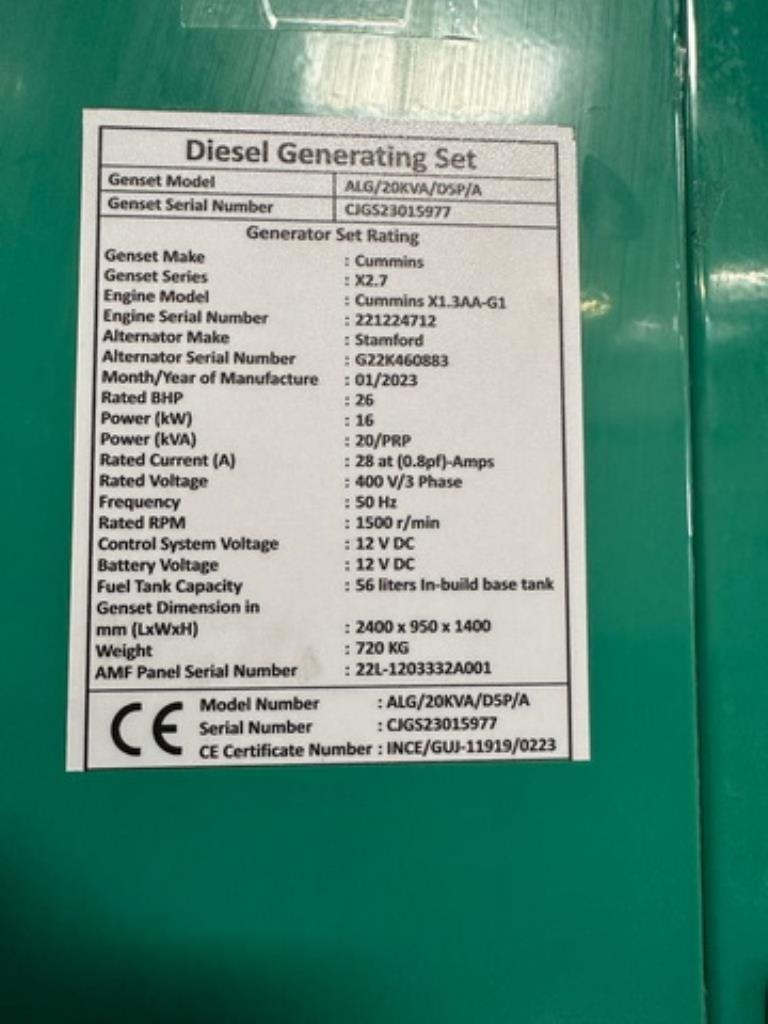 Diesel Generating Set
Genset Model ALG/20KVA/D5P/A
Genset Serial Number CJGS23015977
Generator Set Rating
Genset Make : Cummins
Genset Series : X2.7
Engine Model : Cummins X1.3AA-G1
Engine Serial Number : 221224712
Alternator Make : Stamford
Alternator Serial Number : G22K460883
Month/Year of Manufacture : 01/2023
Rated BHP : 26
Power (kW) : 16
Power (kVA) : 20/PRP
Rated Current (A) : 28 at (0.8pf)-Amps
Rated Voltage : 400 V/3 Phase
Frequency : 50 Hz
Rated RPM : 1500 r/min
Control System Voltage : 12 V DC
Battery Voltage : 12 V DC
Fuel Tank Capacity : 56 liters In-build base tank
Genset Dimension in
mm (LxWxH) : 2400 x 950 x 1400
Weight : 720 KG
AMF Panel Serial Number : 22L-1203332A001
CE
Model Number : ALG/20KVA/D5P/A
Serial Number : CJGS23015977
CE Certificate Number : INCE/GUJ-11919/0223